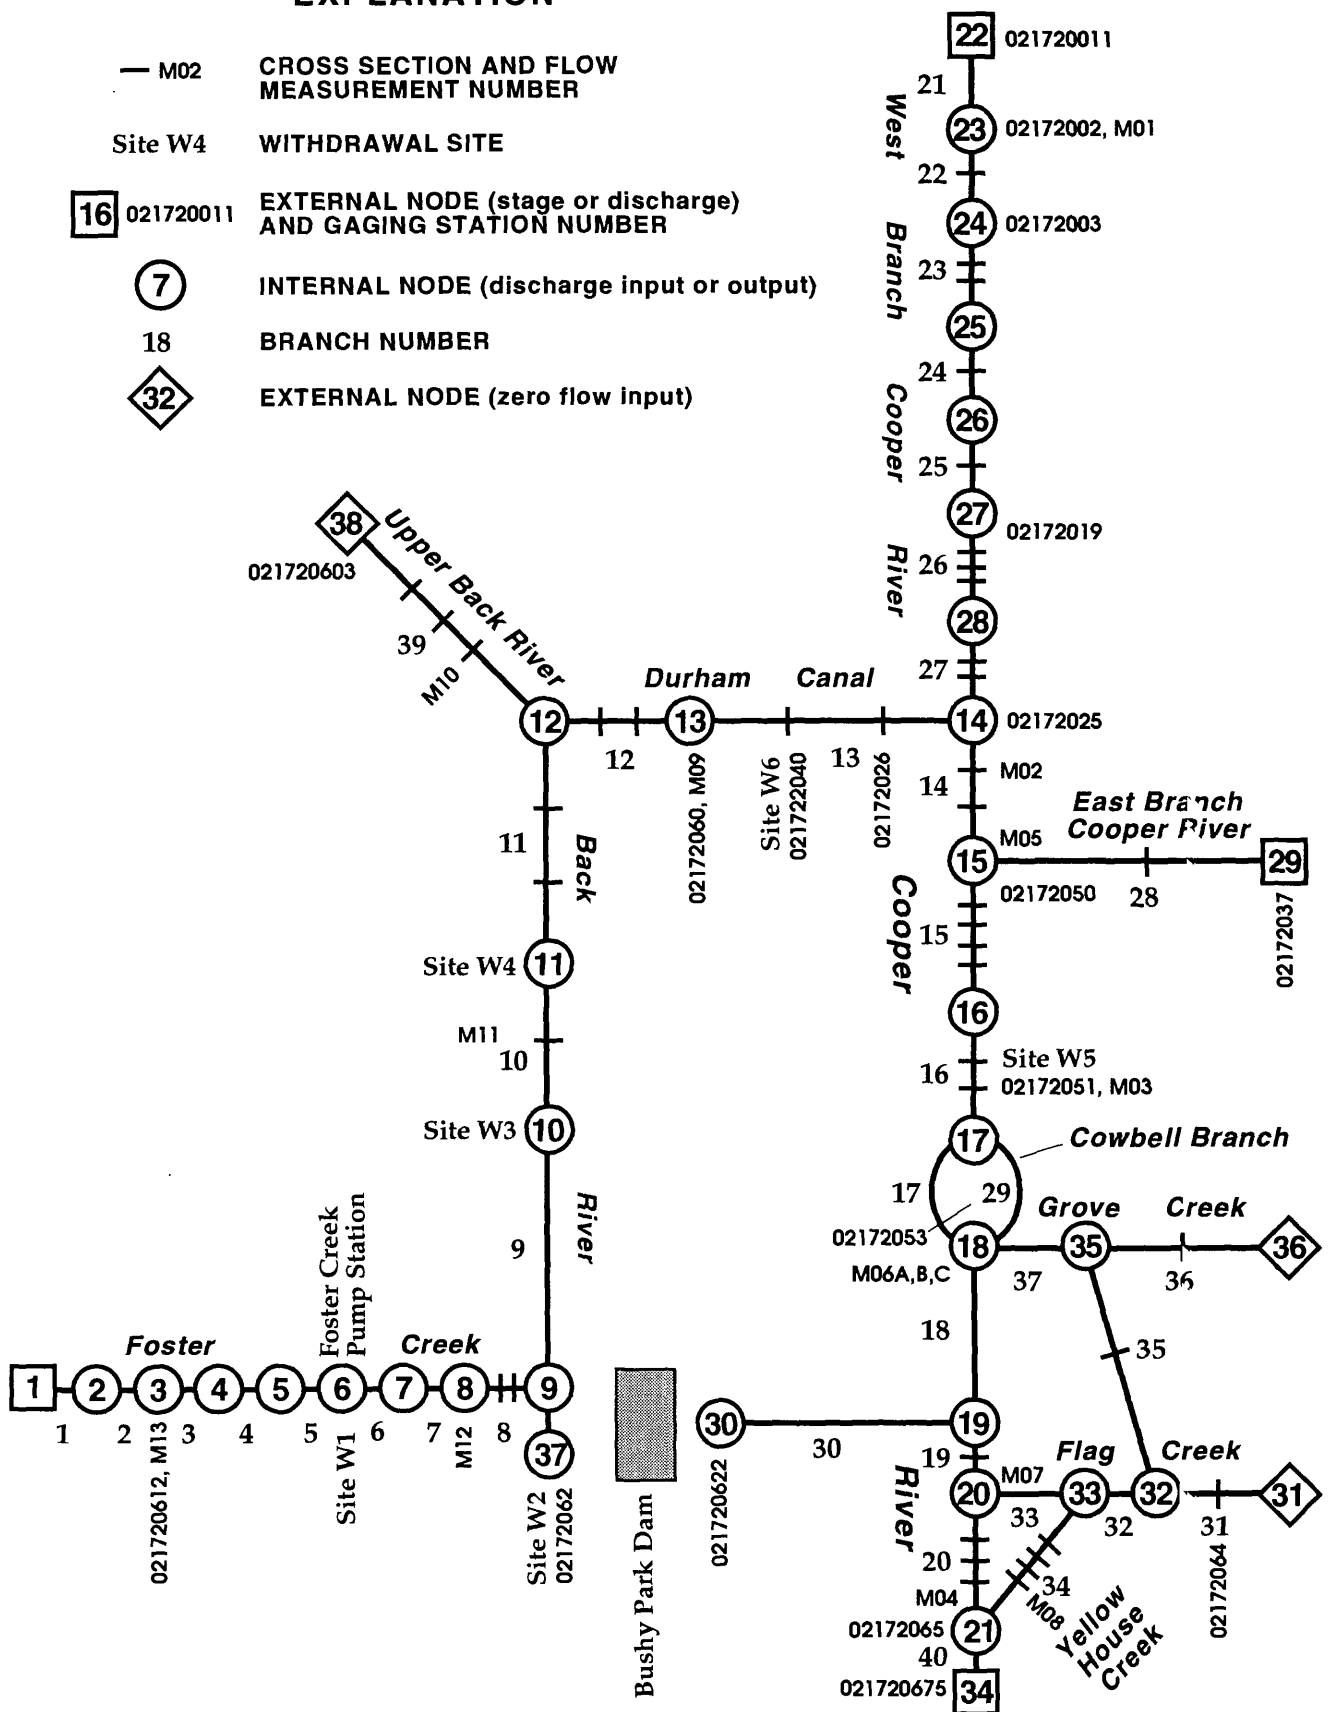 EXPLANATION
M02
CROSS SECTION AND FLOW
MEASUREMENT NUMBER
Site W4
WITHDRAWAL SITE
16
021720011
EXTERNAL NODE (stage or discharge)
AND GAGING STATION NUMBER
7
INTERNAL NODE (discharge input or output)
18
BRANCH NUMBER
32
EXTERNAL NODE (zero flow input)
22
021720011
21
West
23
02172002, M01
22
24
02172003
Branch
23
25
24
Cooper
26
25
27
02172019
River
26
28
27
38
021720603
Upper Back River
39
M10
12
12
Durham
13
02172060, M09
Canal
Site W6
021722040
13
02172026
14
02172025
14
M02
East Branch
Cooper River
M05
15
02172050
28
29
02172037
Cooper
15
16
16
Site W5
02172051, M03
17
Cowbell Branch
17
29
02172053
18
M06A,B,C
Grove
Creek
37
35
36
36
18
35
11
Back
Site W4
11
M11
10
Site W3
10
9
River
Foster
Creek
Foster Creek
Pump Station
1
2
3
4
5
6
7
8
9
1
2
3
4
5
6
7
8
021720612, M13
Site W1
M12
37
Site W2
02172062
Bushy Park Dam
30
021720622
30
19
19
River
M07
20
33
Flag
Creek
33
32
32
31
31
02172064
20
34
M08
Yellow
House
Creek
M04
02172065
21
40
021720675
34